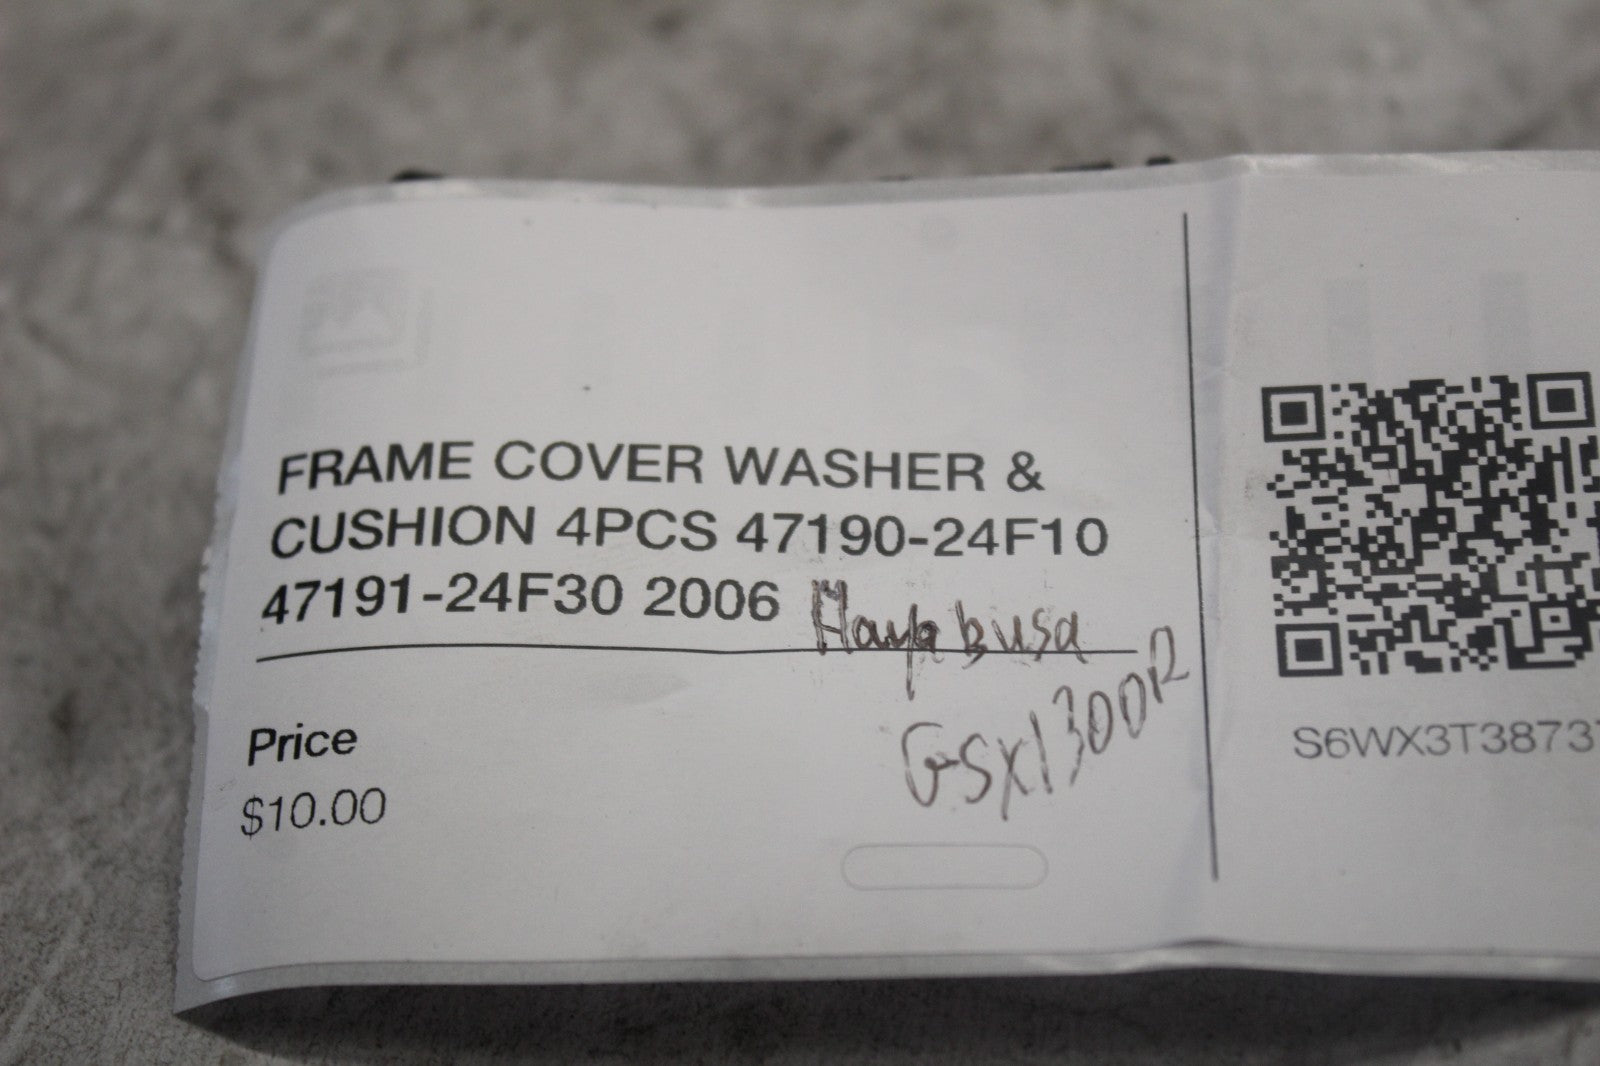 FRAME COVER WASHER &
CUSHION 4PCS 47190-24F10
47191-24F30 2006 Hayabusa
GSX1300R
Price
$10.00
S6WX3T3873